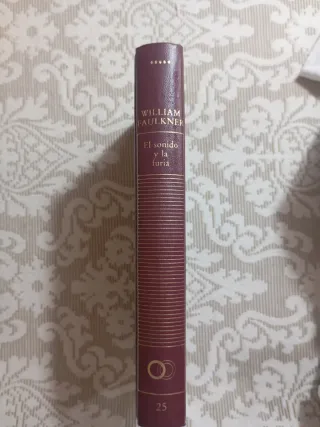 WILLIAM
FAULKNER
El sonido
y la
furia
25